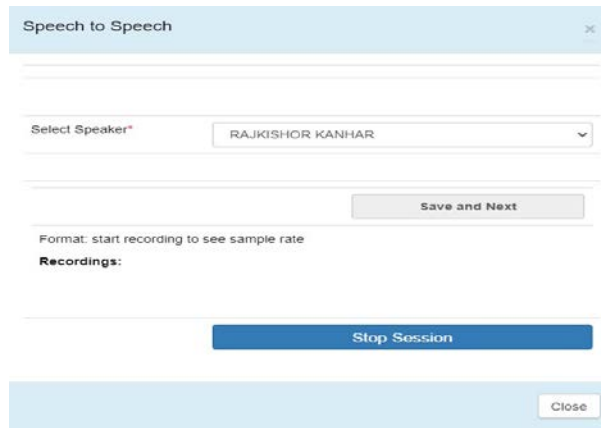 Speech to Speech
×
Select Speaker*
RAJKISHOR KANHAR
Save and Next
Format: start recording to see sample rate
Recordings:
Stop Session
Close